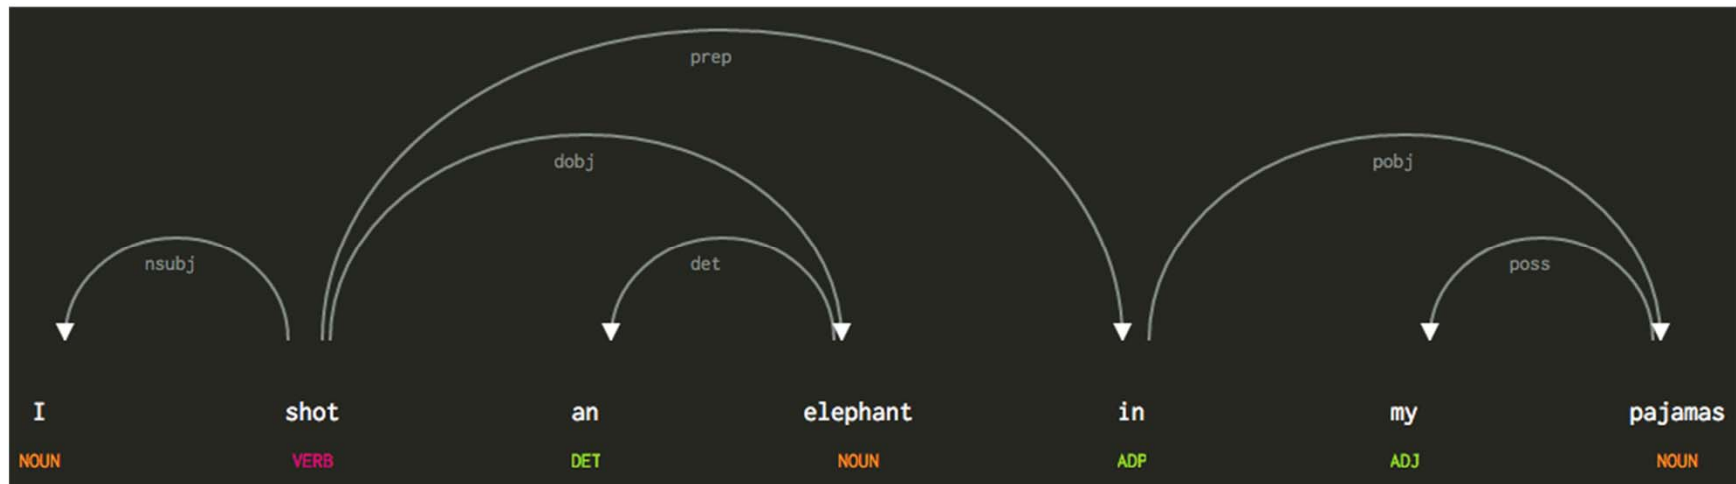 prep
dobj pobj
nsubj det poss
I shot an elephant in my pajamas
NOUN VERB DET NOUN ADP ADJ NOUN